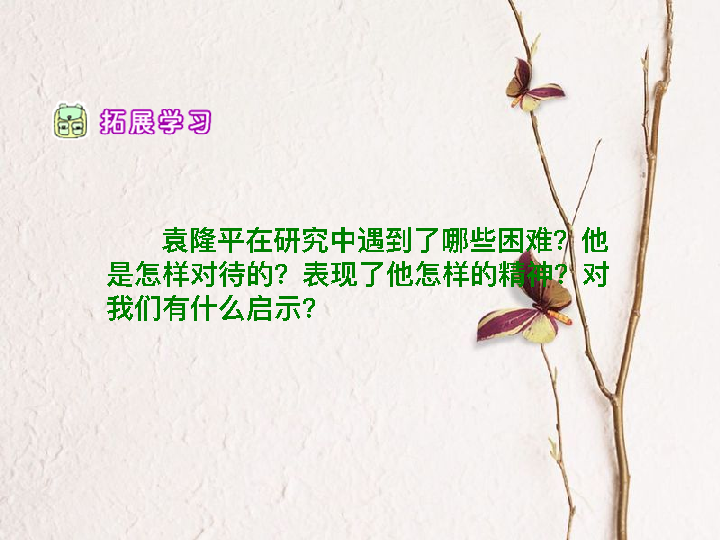 拓展学习
袁隆平在研究中遇到了哪些困难？他
是怎样对待的？表现了他怎样的精神？对
我们有什么启示？